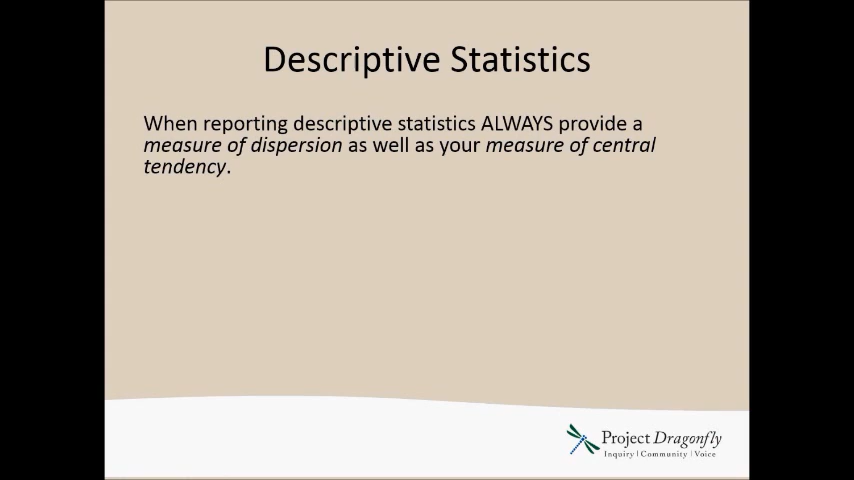 Descriptive Statistics
When reporting descriptive statistics ALWAYS provide a
measure of dispersion as well as your measure of central
tendency.
Project Dragonfly
Inquiry | Community | Voice